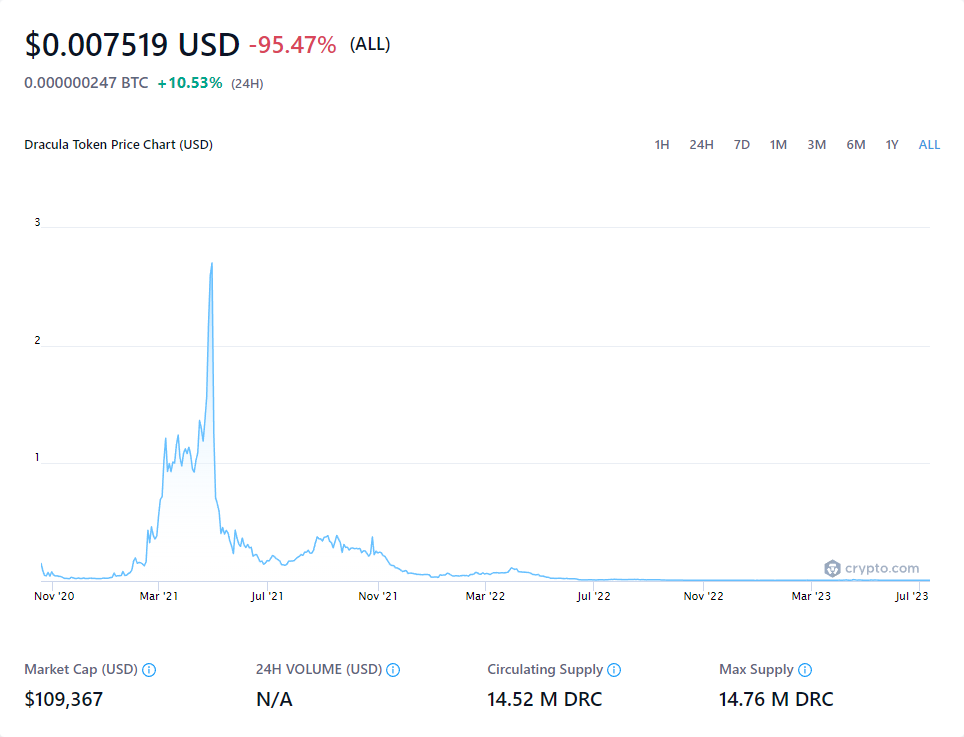 $0.007519 USD -95.47% (ALL)
0.000000247 BTC +10.53% (24H)
Dracula Token Price Chart (USD) 1H 24H 7D 1M 3M 6M 1Y ALL
3
2
1
crypto.com
Nov '20 Mar '21 Jul '21 Nov '21 Mar '22 Jul '22 Nov '22 Mar '23 Jul '23
Market Cap (USD) 24H VOLUME (USD) Circulating Supply Max Supply
$109,367 N/A 14.52 M DRC 14.76 M DRC